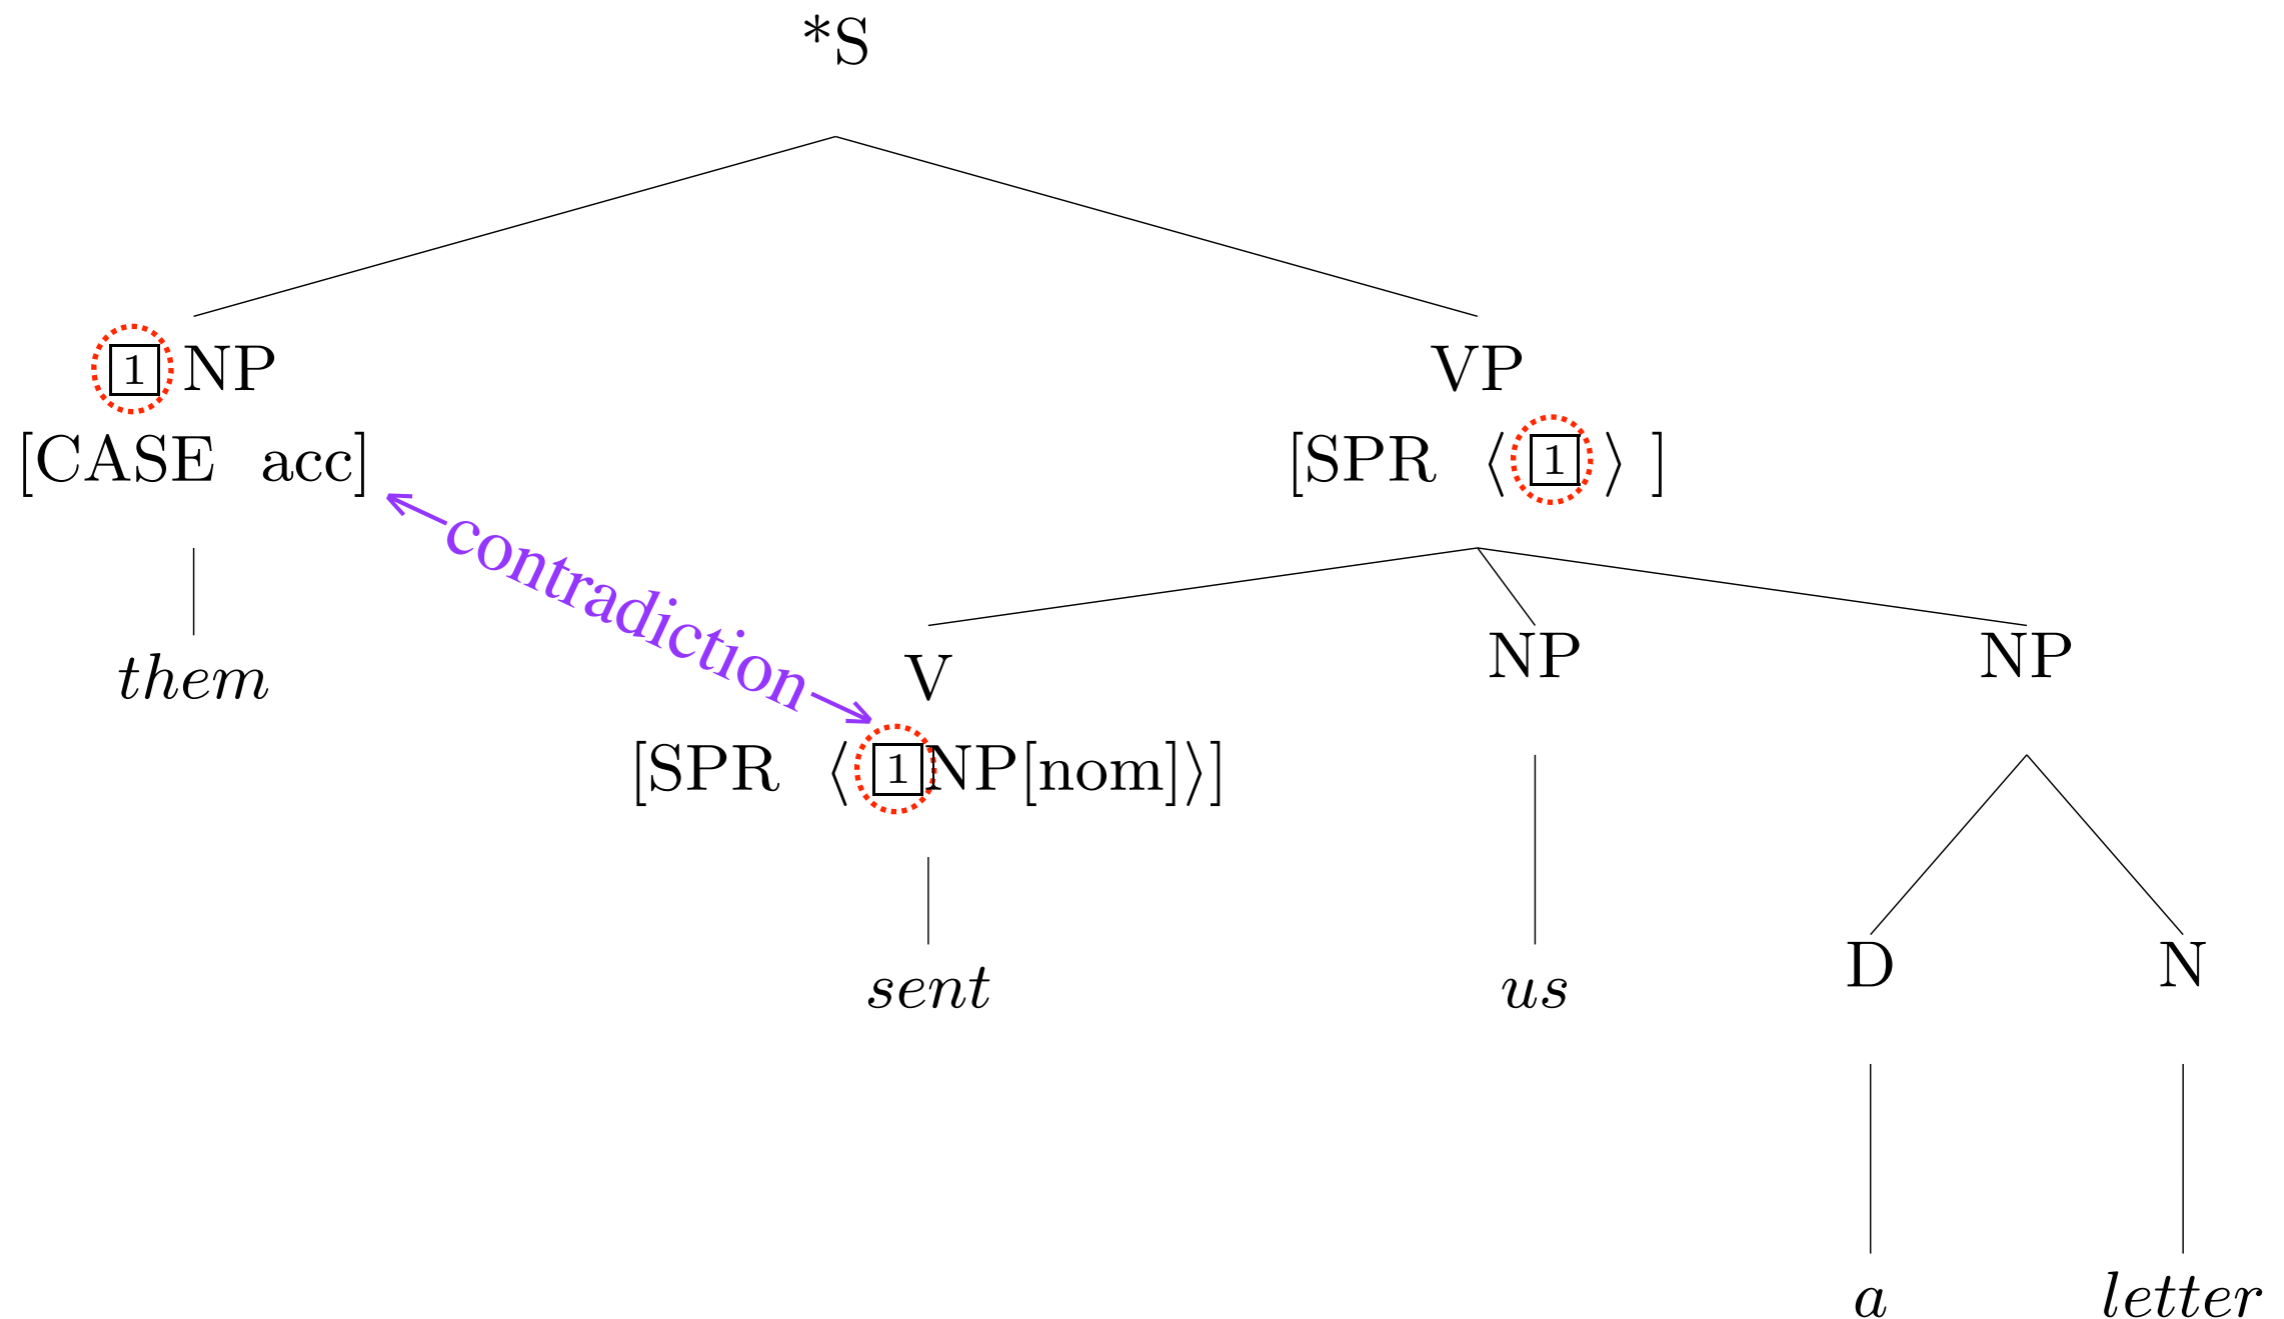 *S
1 NP
VP
[CASE acc]
[SPR ⟨ 1 ⟩ ]
contradiction
them
V
NP
NP
[SPR ⟨ 1 NP[nom]⟩]
sent
us
D
N
a
letter